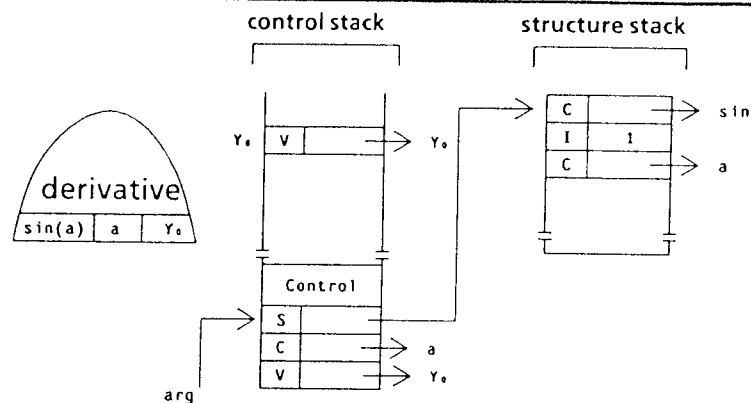 control stack
structure stack
derivative
sin(a) a Y₀
Y₀ V Y₀
C sin
I 1
C a
Control
S
C a
V Y₀
arg